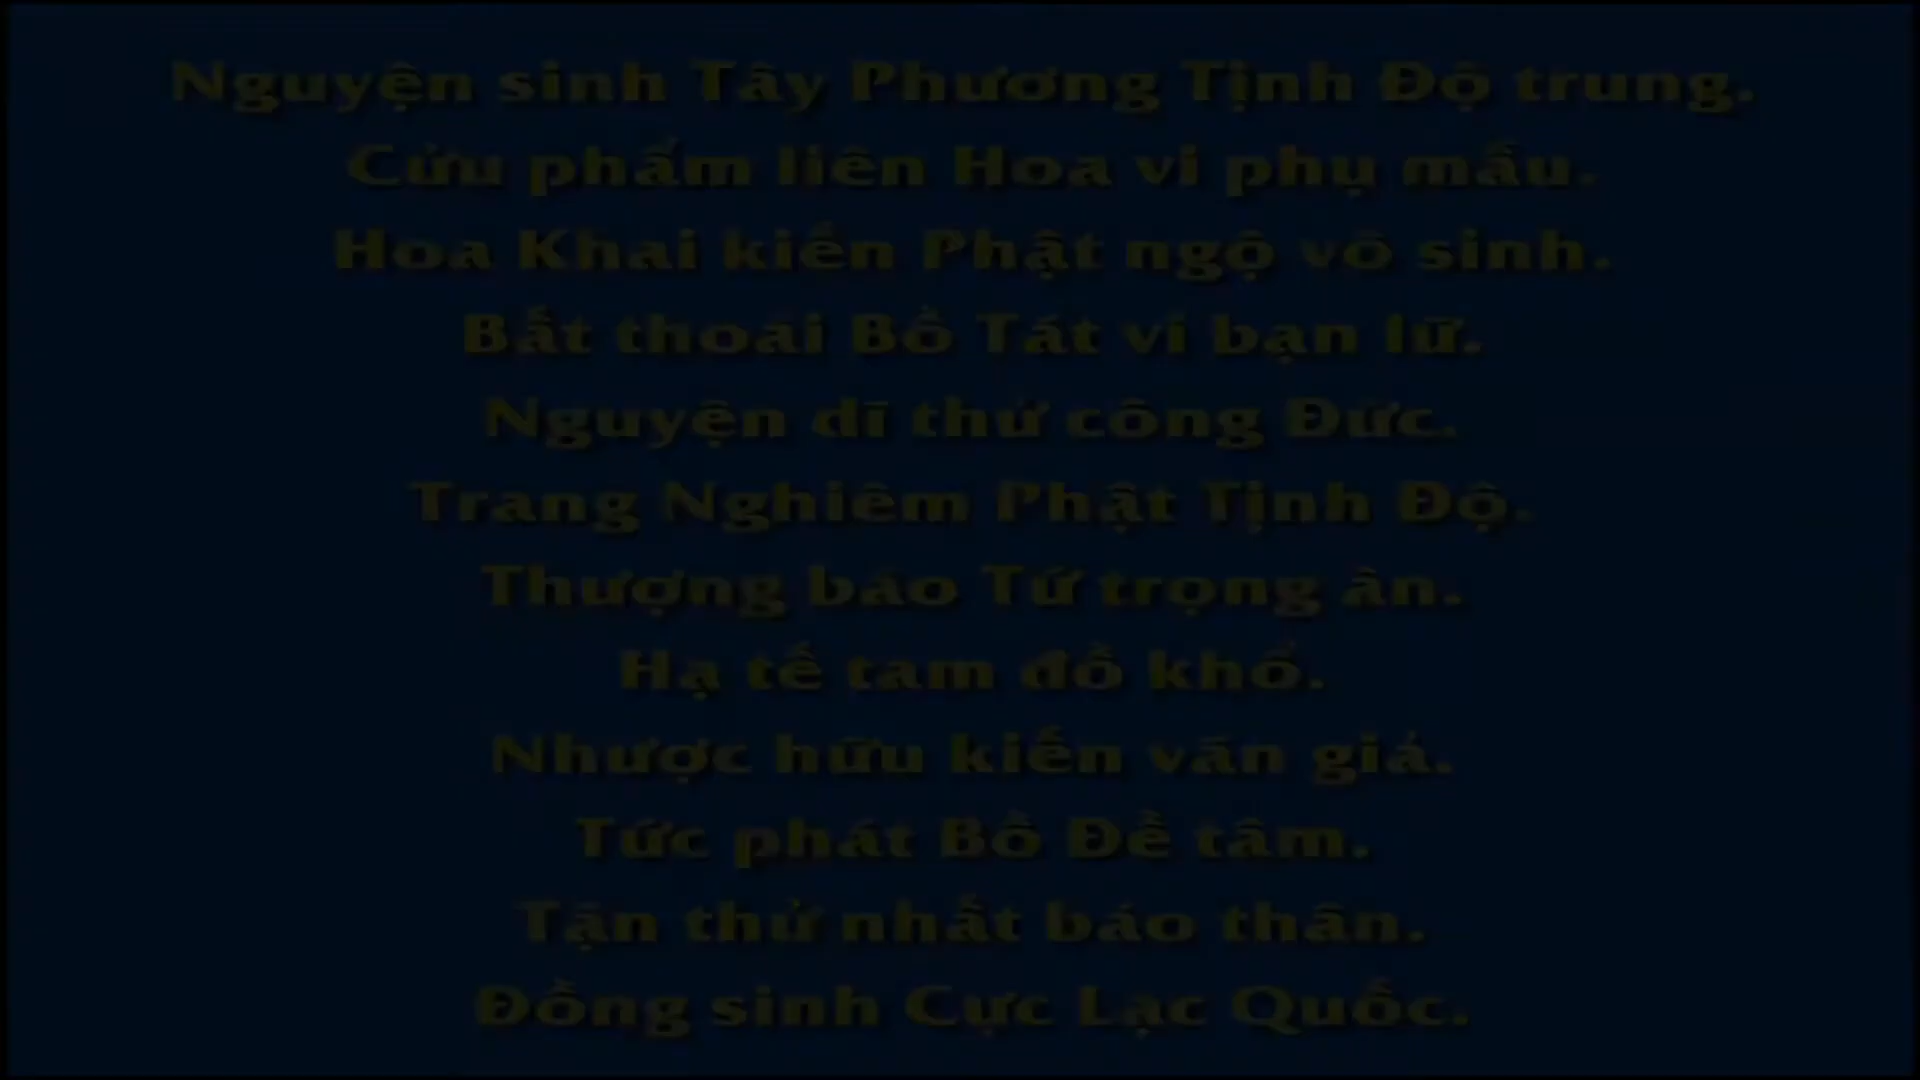 Nguyện sinh Tây Phương Tịnh Độ trung.
Cửu phẩm liên Hoa vi phụ mẫu.
Hoa Khai kiến Phật ngộ vô sinh.
Bất thoái Bồ Tát vi bạn lữ.
Nguyện dĩ thử công Đức.
Trang Nghiêm Phật Tịnh Độ.
Thượng báo Tứ trọng ân.
Hạ tế tam đồ khổ.
Nhược hữu kiến văn giả.
Tức phát Bồ Đề tâm.
Tận thử nhất báo thân.
Đồng sinh Cực Lạc Quốc.